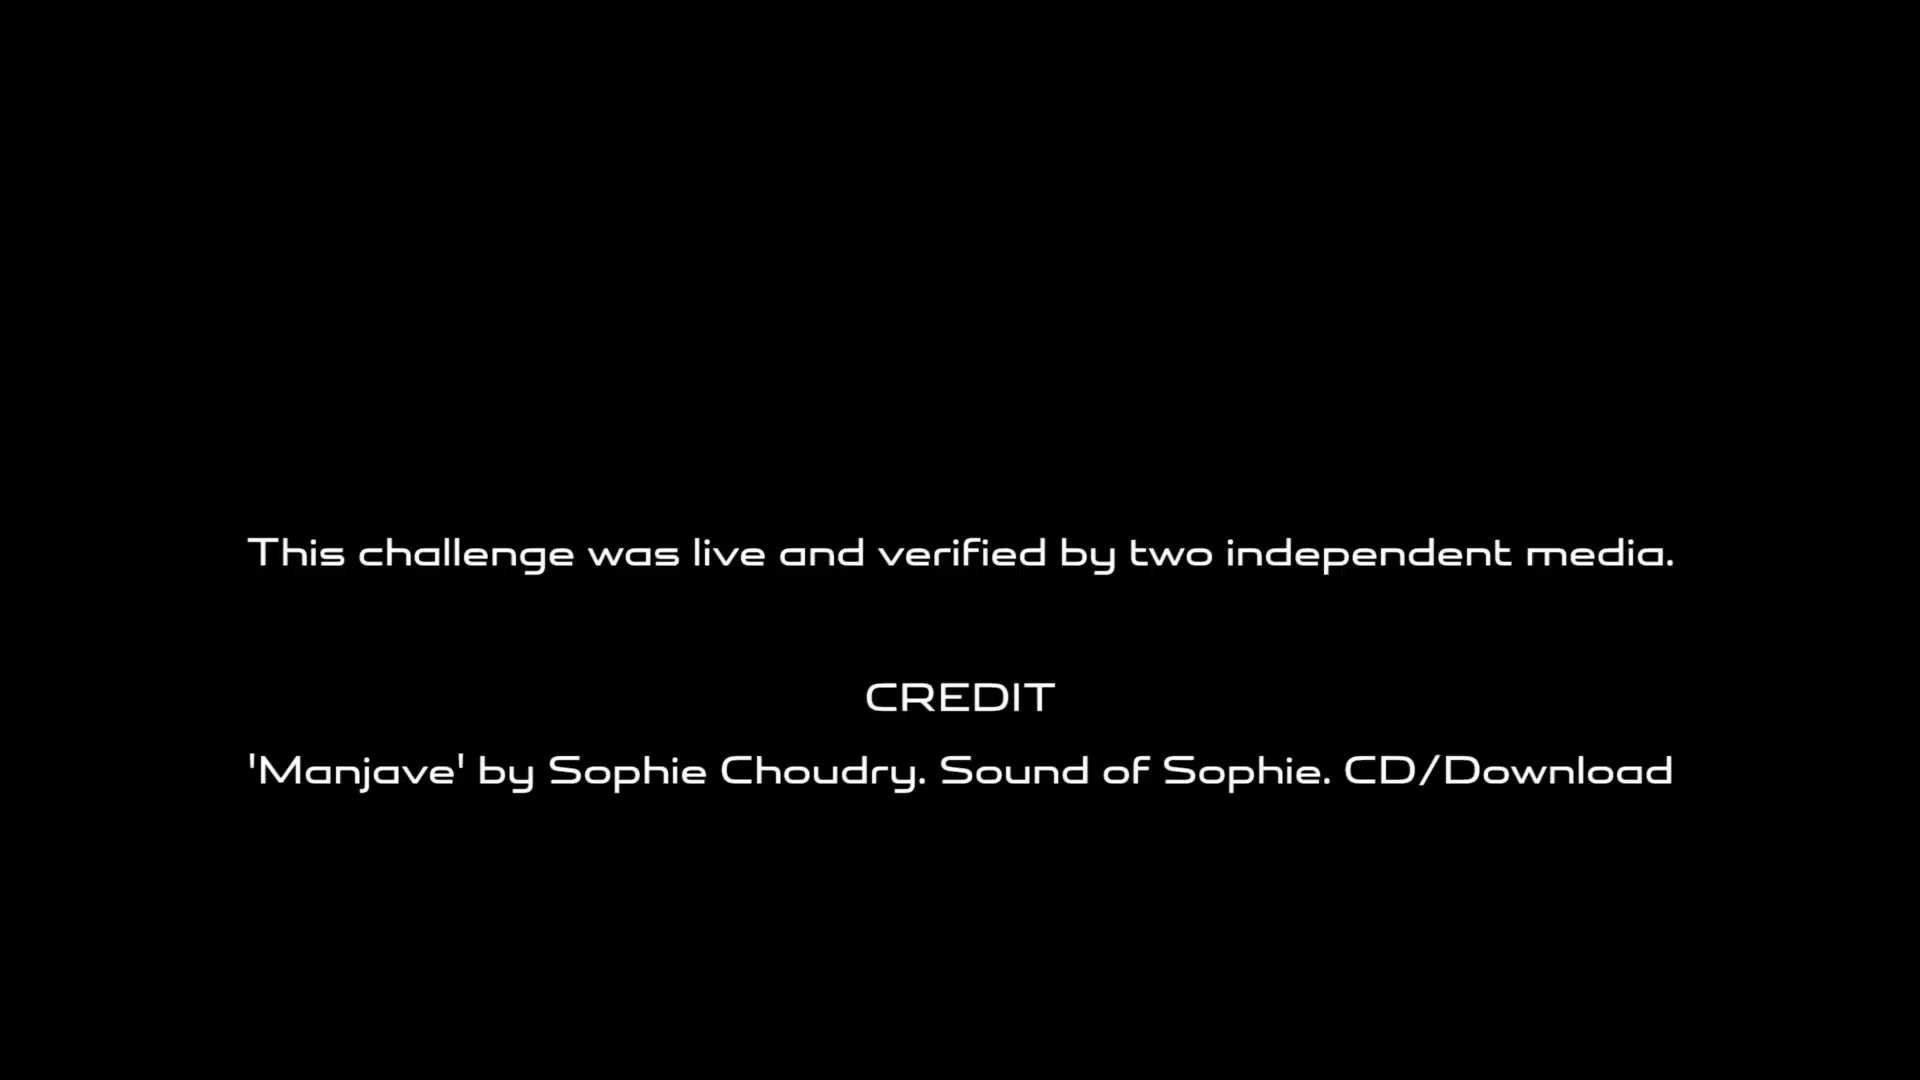 This challenge was live and verified by two independent media.
CREDIT
'Manjave' by Sophie Choudry. Sound of Sophie. CD/Download